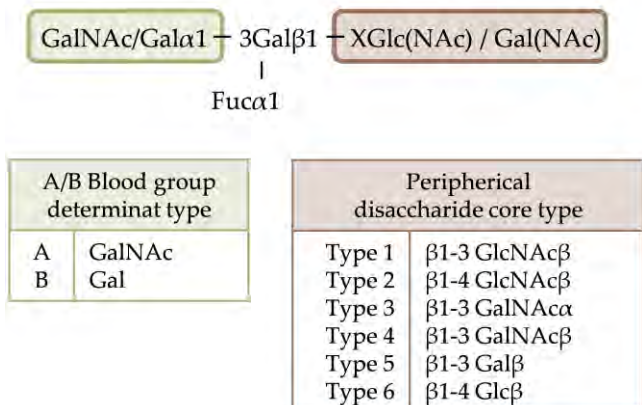 GalNAc/Galα1 – 3Galβ1 – XGlc(NAc) / Gal(NAc)
Fucα1
A/B Blood group
determinat type
A GalNAc
B Gal
Peripherical
disaccharide core type
Type 1 β1-3 GlcNAcβ
Type 2 β1-4 GlcNAcβ
Type 3 β1-3 GalNAcα
Type 4 β1-3 GalNAcβ
Type 5 β1-3 Galβ
Type 6 β1-4 Glcβ